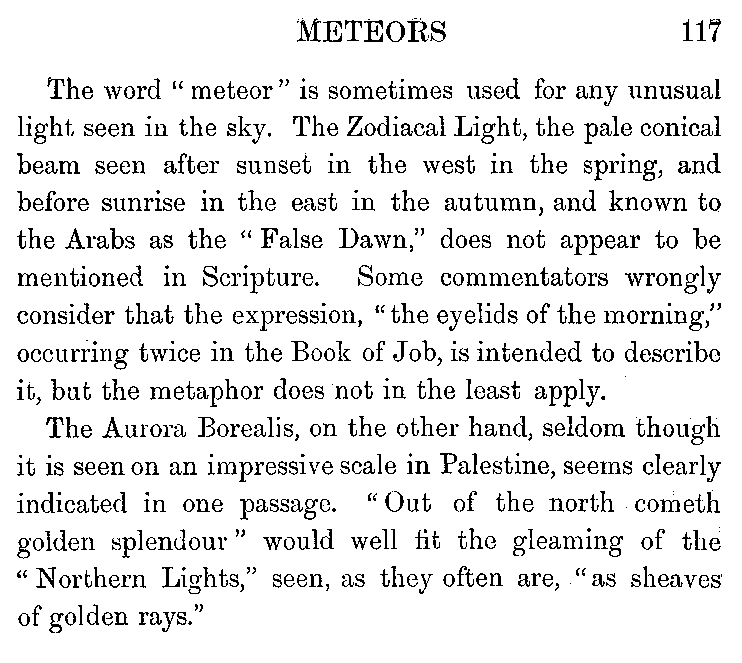 METEORS 117
The word “ meteor ” is sometimes used for any unusual
light seen in the sky. The Zodiacal Light, the pale conical
beam seen after sunset in the west in the spring, and
before sunrise in the east in the autumn, and known to
the Arabs as the “ False Dawn,” does not appear to be
mentioned in Scripture. Some commentators wrongly
consider that the expression, “ the eyelids of the morning,”
occurring twice in the Book of Job, is intended to describe
it, but the metaphor does not in the least apply.
The Aurora Borealis, on the other hand, seldom though
it is seen on an impressive scale in Palestine, seems clearly
indicated in one passage. “ Out of the north cometh
golden splendour ” would well fit the gleaming of the
“ Northern Lights,” seen, as they often are, “ as sheaves
of golden rays.”